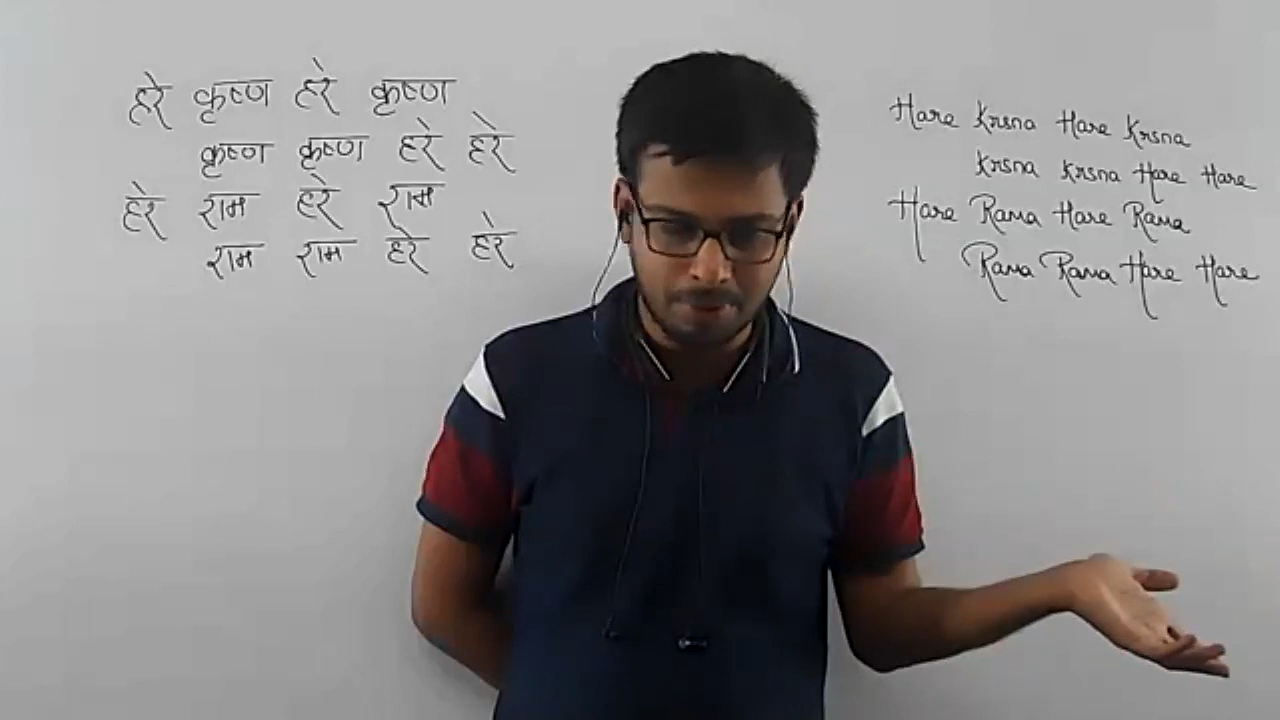 हरे कृष्ण हरे कृष्ण
कृष्ण कृष्ण हरे हरे
हरे राम हरे राम
राम राम हरे हरे
Hare Krsna Hare Krsna
Krsna Krsna Hare Hare
Hare Rama Hare Rama
Rama Rama Hare Hare